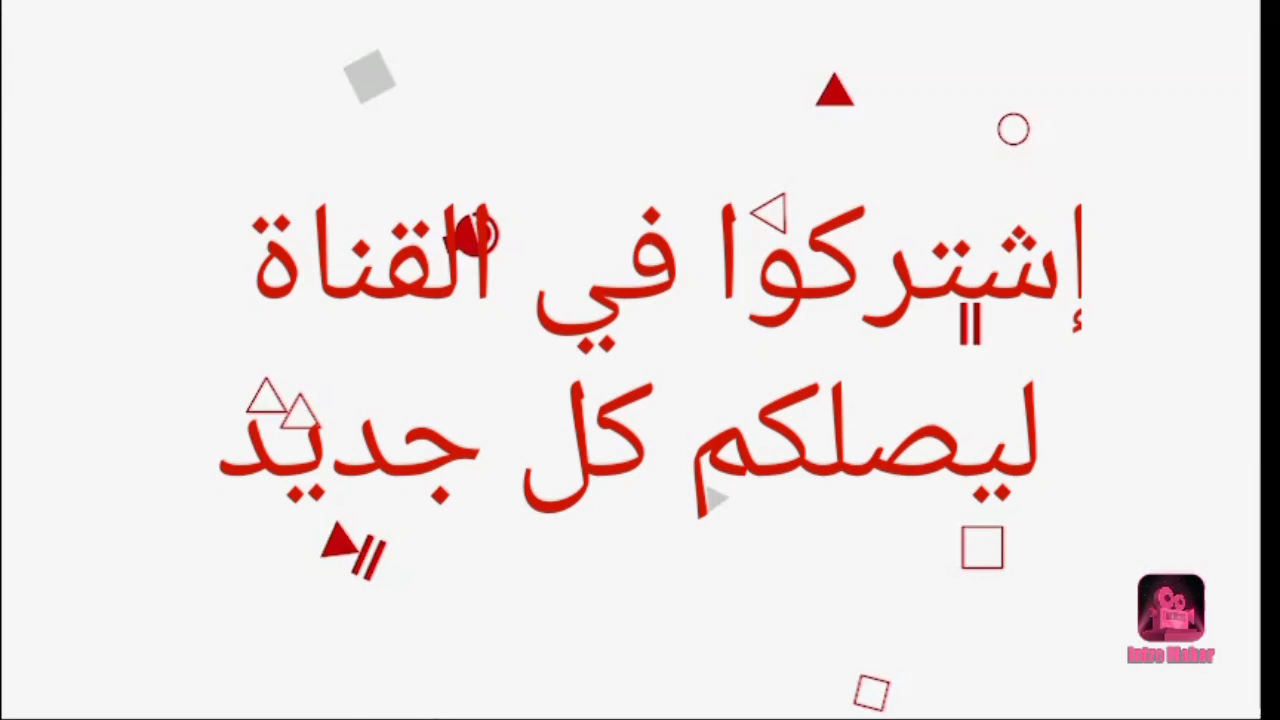 إشتركوا في القناة
ليصلكم كل جديد
Intro Maker